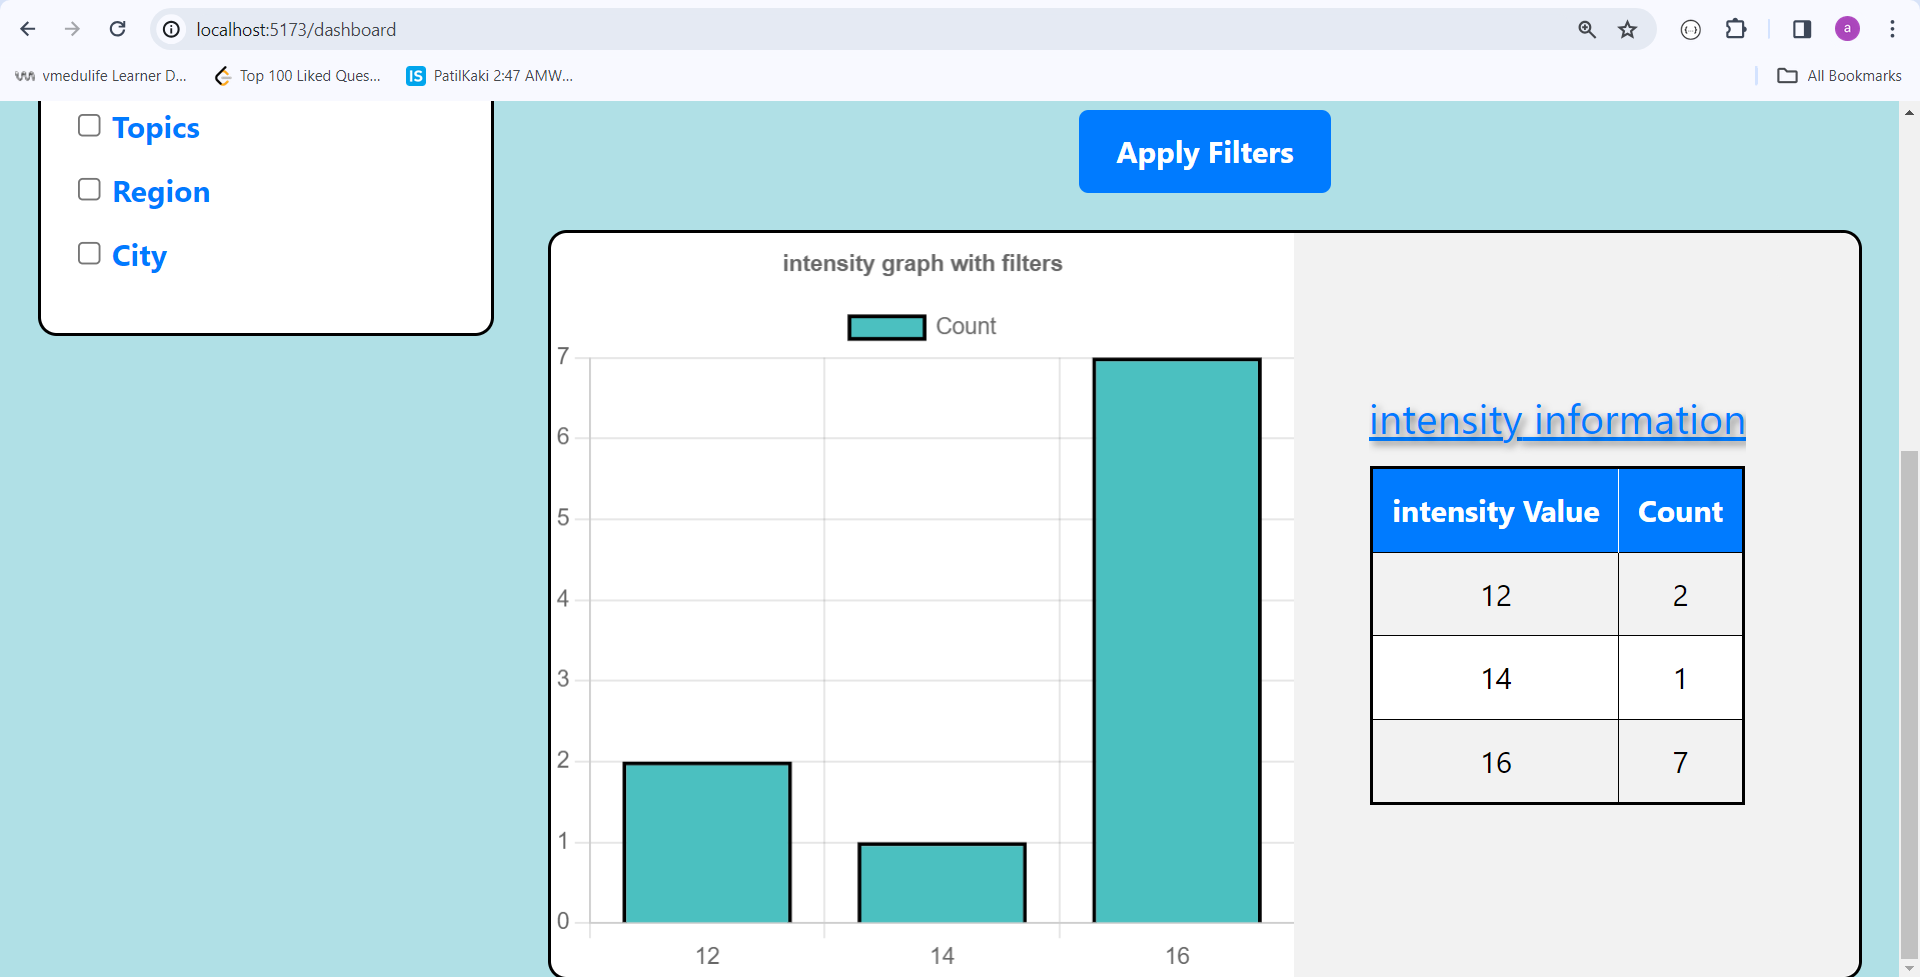 localhost:5173/dashboard
a
vmedulife Learner D...
Top 100 Liked Ques...
IS PatilKaki 2:47 AMW...
All Bookmarks
Topics
Region
City
Apply Filters
intensity graph with filters
Count
7
6
5
4
3
2
1
0
12 14 16
intensity information
intensity Value Count
12 2
14 1
16 7